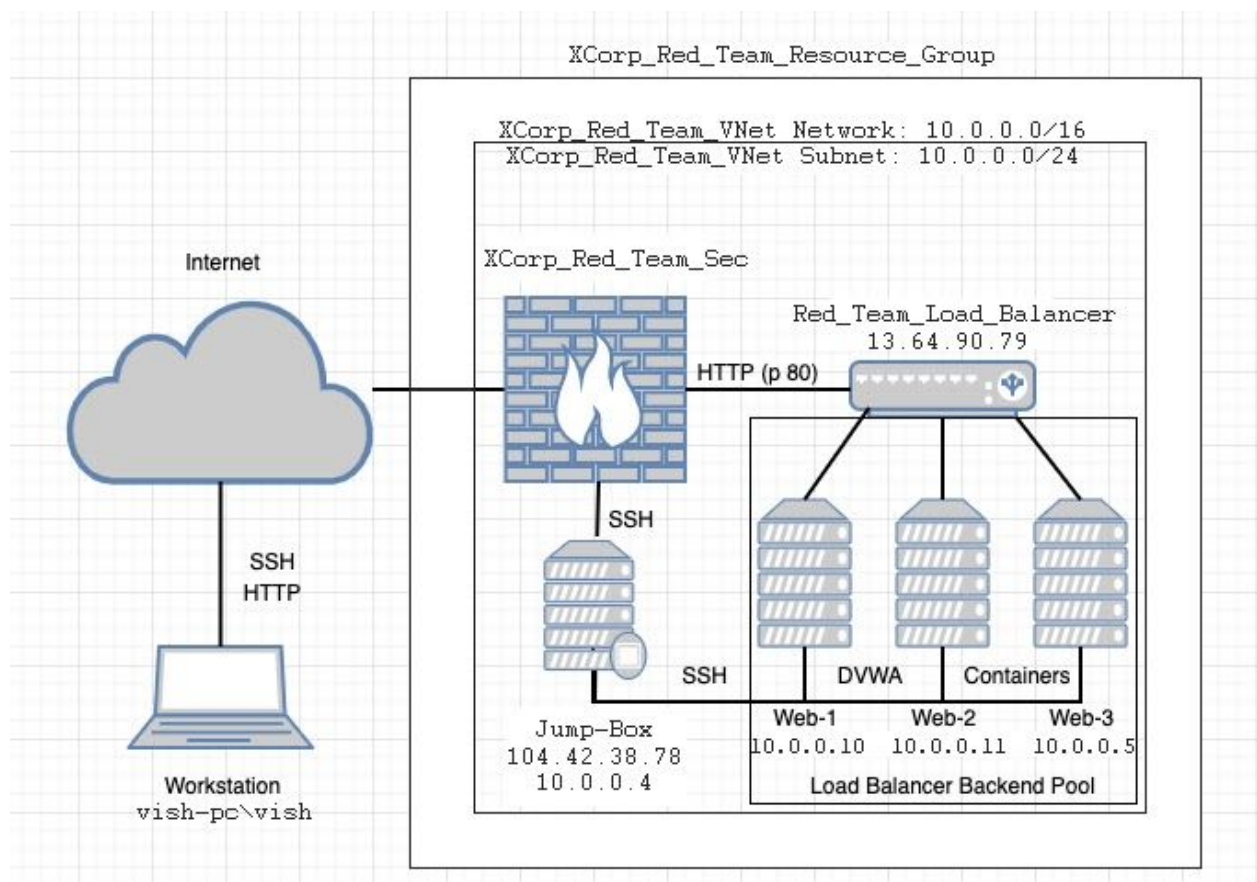 XCorp_Red_Team_Resource_Group
XCorp_Red_Team_VNet Network: 10.0.0.0/16
XCorp_Red_Team_VNet Subnet: 10.0.0.0/24
Internet
XCorp_Red_Team_Sec
Red_Team_Load_Balancer
13.64.90.79
HTTP (p 80)
SSH
SSH
HTTP
SSH
DVWA
Containers
Jump-Box
104.42.38.78
10.0.0.4
Web-1
10.0.0.10
Web-2
10.0.0.11
Web-3
10.0.0.5
Load Balancer Backend Pool
Workstation
vish-pc\vish